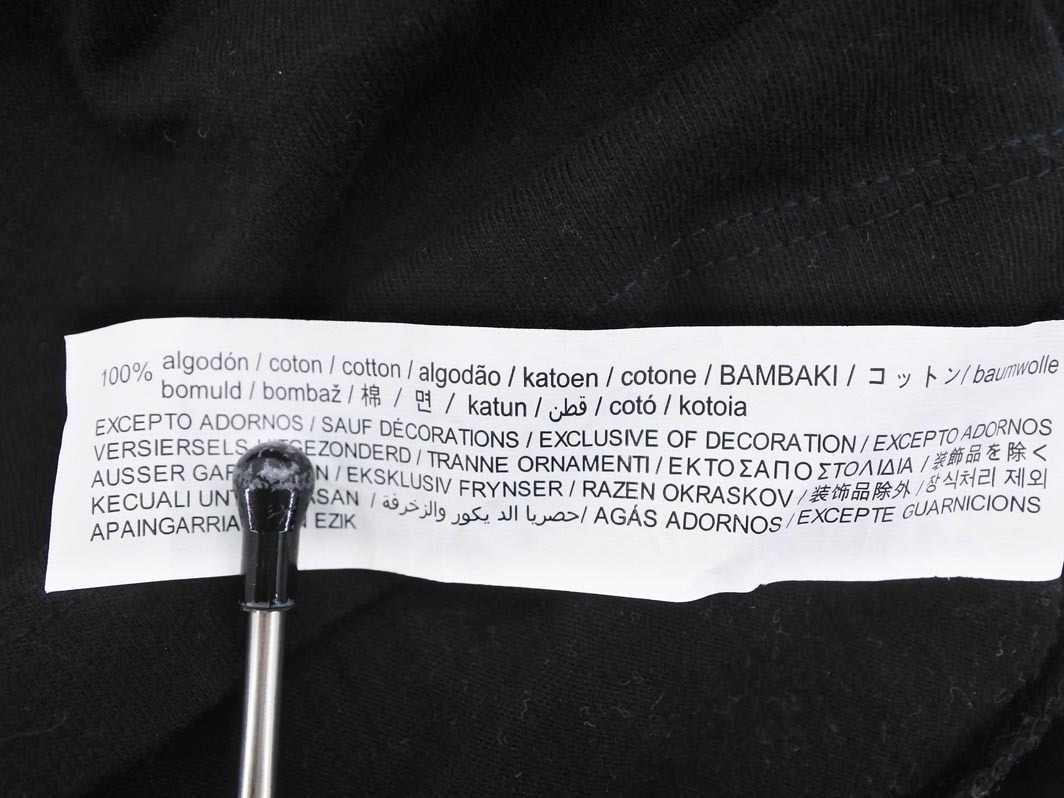 100% algodón / coton / cotton / algodão / katoen / cotone / BAMBAKI / コットン / baumwolle
bomuld / bombaž / 棉 / 면 / katun / قطن / cotó / kotoia
EXCEPTO ADORNOS / SAUF DÉCORATIONS / EXCLUSIVE OF DECORATION / EXCEPTO ADORNOS
VERSIERSELS / TRANNE ORNAMENTI / ΕΚΤΟΣΑΠΟ ΣΤΟΛΙΔΙΑ / 装飾品を除く
AUSSER / EKSKLUSIV FRYNSER / RAZEN OKRASKOV / 装饰品除外 / 장식처리 제외
KECUALI / حصريا الد يكور والزخرفة / AGÁS ADORNOS / EXCEPTE GUARNICIONS
EZIK